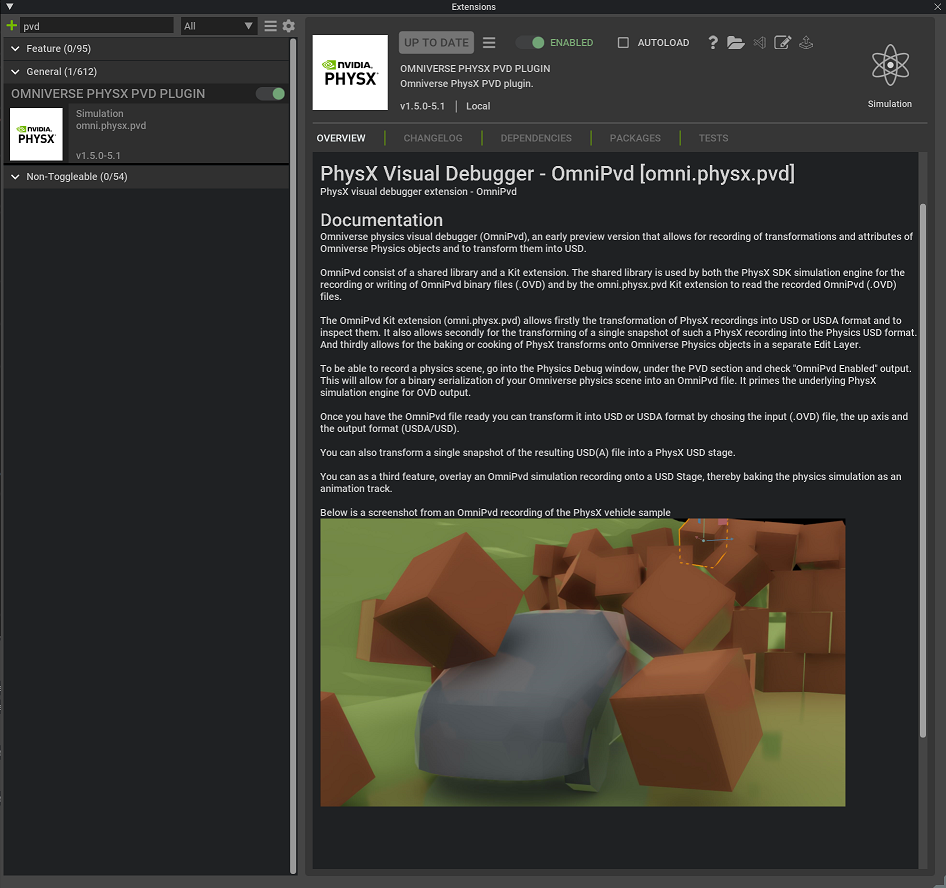 Extensions
pvd
All
Feature (0/95)
General (1/612)
OMNIVERSE PHYSX PVD PLUGIN
NVIDIA.
PHYSX
Simulation
omni.physx.pvd
v1.5.0-5.1
Non-Toggleable (0/54)
NVIDIA.
PHYSX
UP TO DATE
ENABLED
AUTOLOAD
?
OMNIVERSE PHYSX PVD PLUGIN
Omniverse PhysX PVD plugin.
v1.5.0-5.1 | Local
Simulation
OVERVIEW | CHANGELOG | DEPENDENCIES | PACKAGES | TESTS
PhysX Visual Debugger - OmniPvd [omni.physx.pvd]
PhysX visual debugger extension - OmniPvd
Documentation
Omniverse physics visual debugger (OmniPvd), an early preview version that allows for recording of transformations and attributes of
Omniverse Physics objects and to transform them into USD.
OmniPvd consist of a shared library and a Kit extension. The shared library is used by both the PhysX SDK simulation engine for the
recording or writing of OmniPvd binary files (.OVD) and by the omni.physx.pvd Kit extension to read the recorded OmniPvd (.OVD)
files.
The OmniPvd Kit extension (omni.physx.pvd) allows firstly the transformation of PhysX recordings into USD or USDA format and to
inspect them. It also allows secondly for the transforming of a single snapshot of such a PhysX recording into the Physics USD format.
And thirdly allows for the baking or cooking of PhysX transforms onto Omniverse Physics objects in a separate Edit Layer.
To be able to record a physics scene, go into the Physics Debug window, under the PVD section and check "OmniPvd Enabled" output.
This will allow for a binary serialization of your Omniverse physics scene into an OmniPvd file. It primes the underlying PhysX
simulation engine for OVD output.
Once you have the OmniPvd file ready you can transform it into USD or USDA format by chosing the input (.OVD) file, the up axis and
the output format (USDA/USD).
You can also transform a single snapshot of the resulting USD(A) file into a PhysX USD stage.
You can as a third feature, overlay an OmniPvd simulation recording onto a USD Stage, thereby baking the physics simulation as an
animation track.
Below is a screenshot from an OmniPvd recording of the PhysX vehicle sample